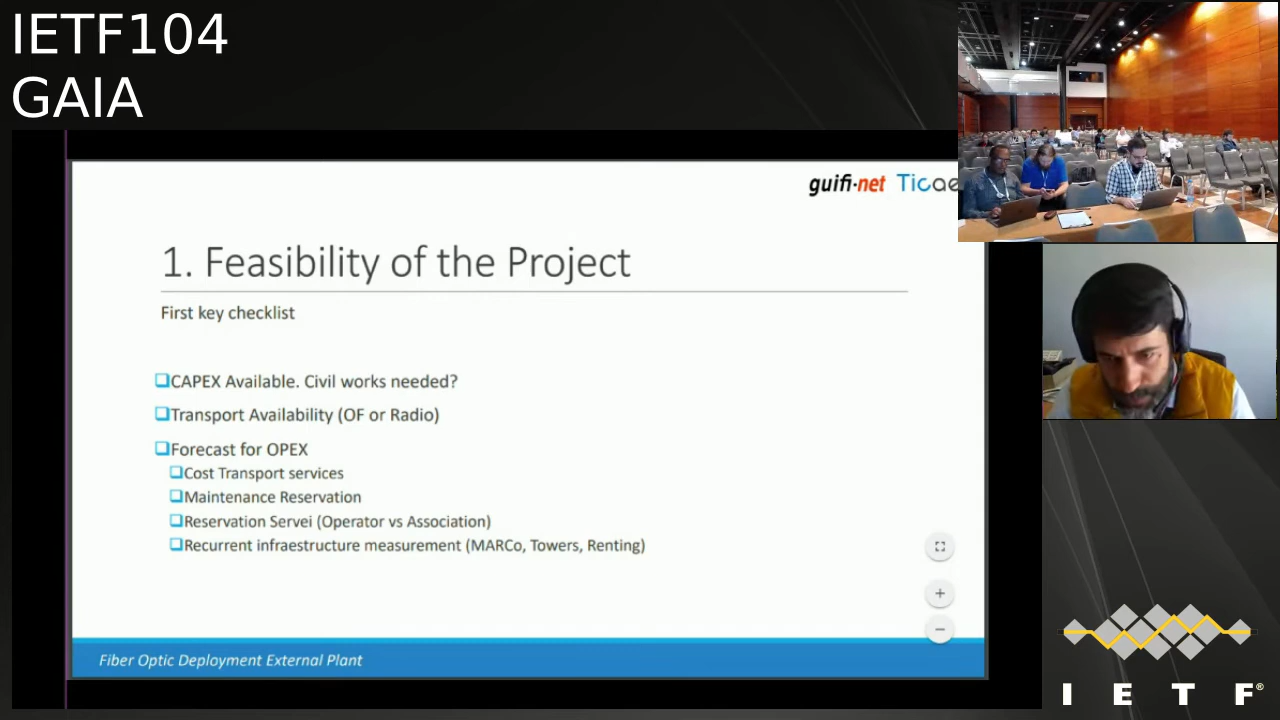 IETF104
GAIA
guifi·net Ticae
1. Feasibility of the Project
First key checklist
CAPEX Available. Civil works needed?
Transport Availability (OF or Radio)
Forecast for OPEX
Cost Transport services
Maintenance Reservation
Reservation Servei (Operator vs Association)
Recurrent infraestructure measurement (MARCo, Towers, Renting)
Fiber Optic Deployment External Plant
I E T F®